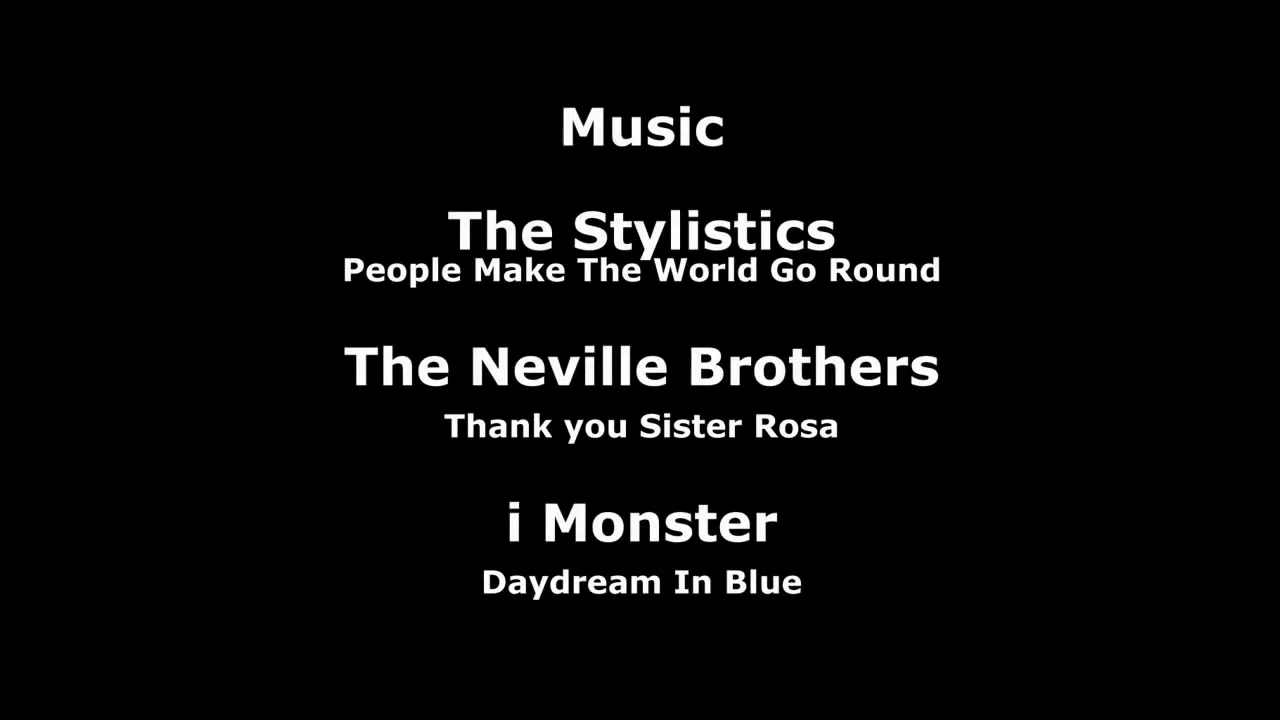 Music
The Stylistics
People Make The World Go Round
The Neville Brothers
Thank you Sister Rosa
i Monster
Daydream In Blue